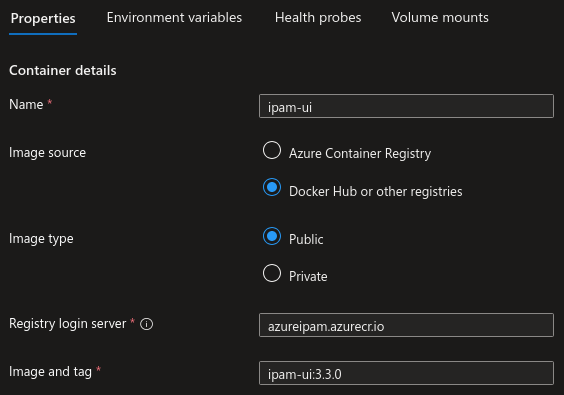 Properties Environment variables Health probes Volume mounts
Container details
Name * ipam-ui
Image source Azure Container Registry
Docker Hub or other registries
Image type Public
Private
Registry login server * azureipam.azurecr.io
Image and tag * ipam-ui:3.3.0